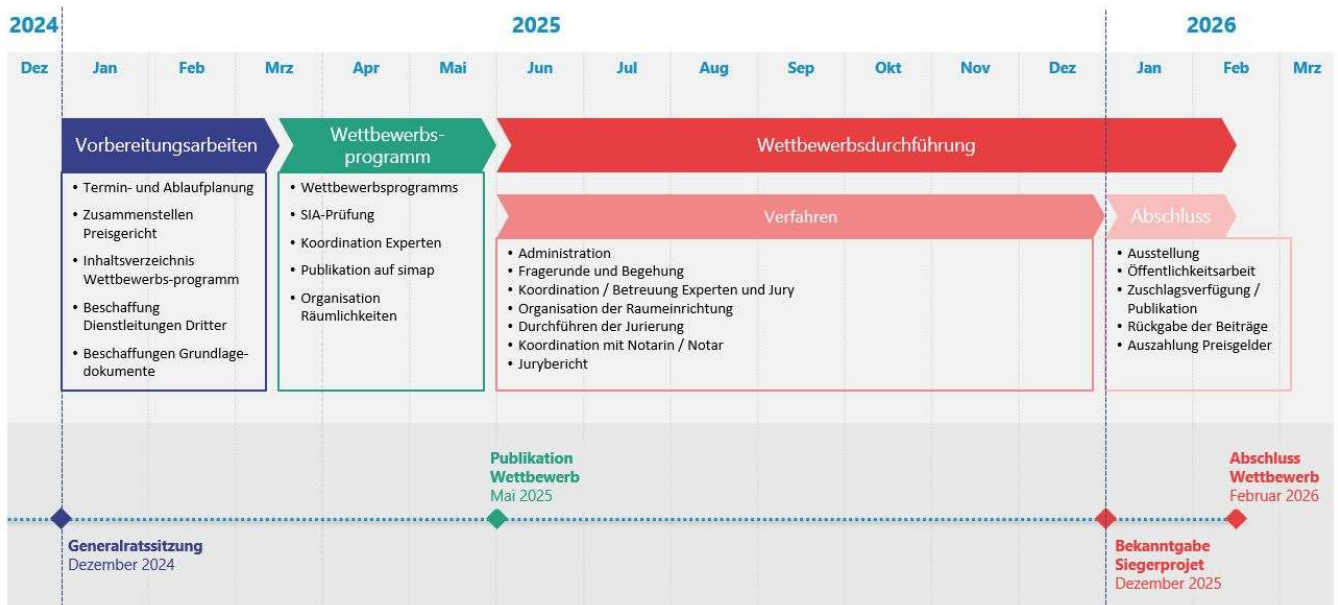 2024
2025
2026
Dez
Jan
Feb
Mrz
Apr
Mai
Jun
Jul
Aug
Sep
Okt
Nov
Dez
Jan
Feb
Mrz
Vorbereitungsarbeiten
• Termin- und Ablaufplanung
• Zusammenstellen
Preisgericht
• Inhaltsverzeichnis
Wettbewerbs-programm
• Beschaffung
Dienstleitungen Dritter
• Beschaffungen Grundlage-
dokumente
Wettbewerbs-
programm
• Wettbewerbsprogramms
• SIA-Prüfung
• Koordination Experten
• Publikation auf simap
• Organisation
Räumlichkeiten
Wettbewerbsdurchführung
Verfahren
• Administration
• Fragerunde und Begehung
• Koordination / Betreuung Experten und Jury
• Organisation der Raumeinrichtung
• Durchführen der Jurierung
• Koordination mit Notarin / Notar
• Jurybericht
Abschluss
• Ausstellung
• Öffentlichkeitsarbeit
• Zuschlagsverfügung /
Publikation
• Rückgabe der Beiträge
• Auszahlung Preisgelder
Publikation
Wettbewerb
Mai 2025
Abschluss
Wettbewerb
Februar 2026
Generalratssitzung
Dezember 2024
Bekanntgabe
Siegerprojet
Dezember 2025